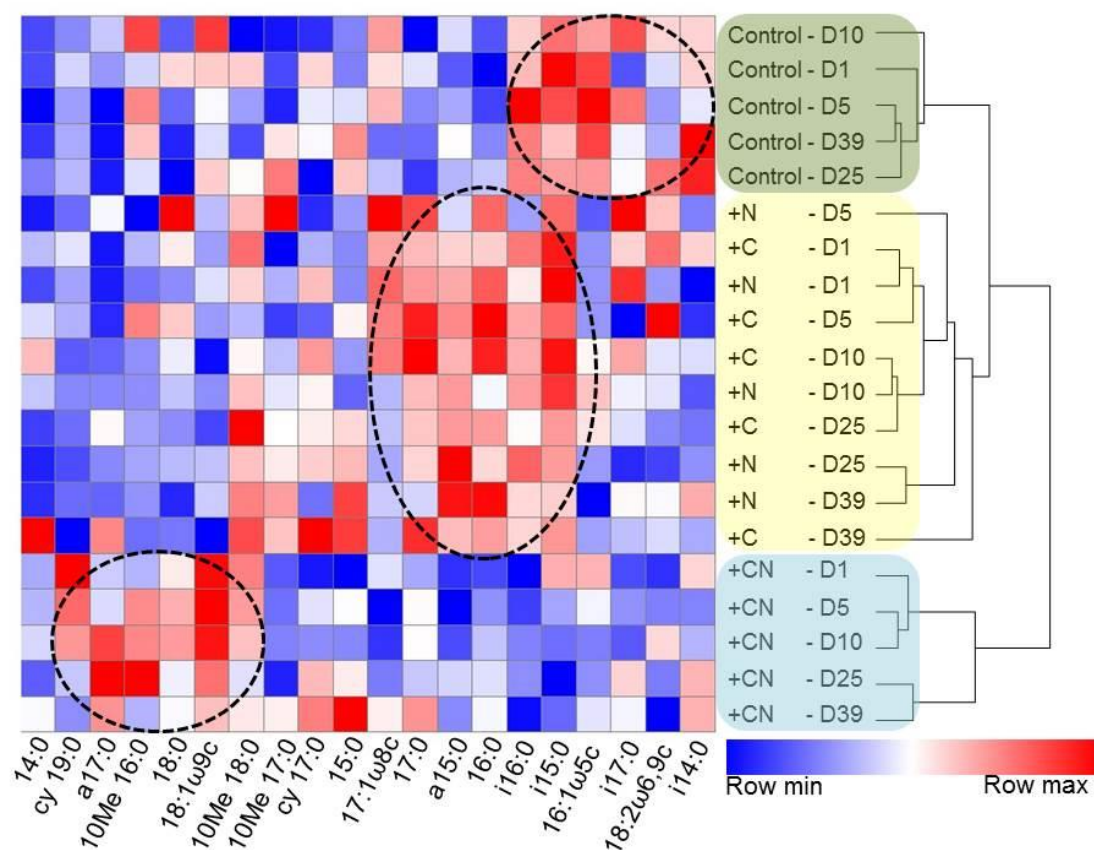 Control - D10
Control - D1
Control - D5
Control - D39
Control - D25
+N - D5
+C - D1
+N - D1
+C - D5
+C - D10
+N - D10
+C - D25
+N - D25
+N - D39
+C - D39
+CN - D1
+CN - D5
+CN - D10
+CN - D25
+CN - D39
14:0
cy 19:0
a17:0
10Me 16:0
18:0
18:1ω9c
10Me 18:0
10Me 17:0
cy 17:0
15:0
17:1ω8c
17:0
a15:0
16:0
i16:0
i15:0
16:1ω5c
i17:0
18:2ω6,9c
i14:0
Row min Row max